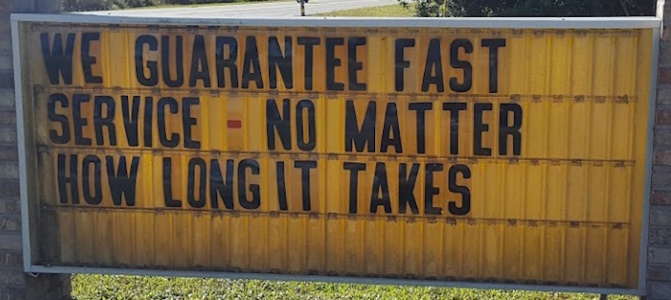 WE GUARANTEE FAST
SERVICE - NO MATTER
HOW LONG IT TAKES